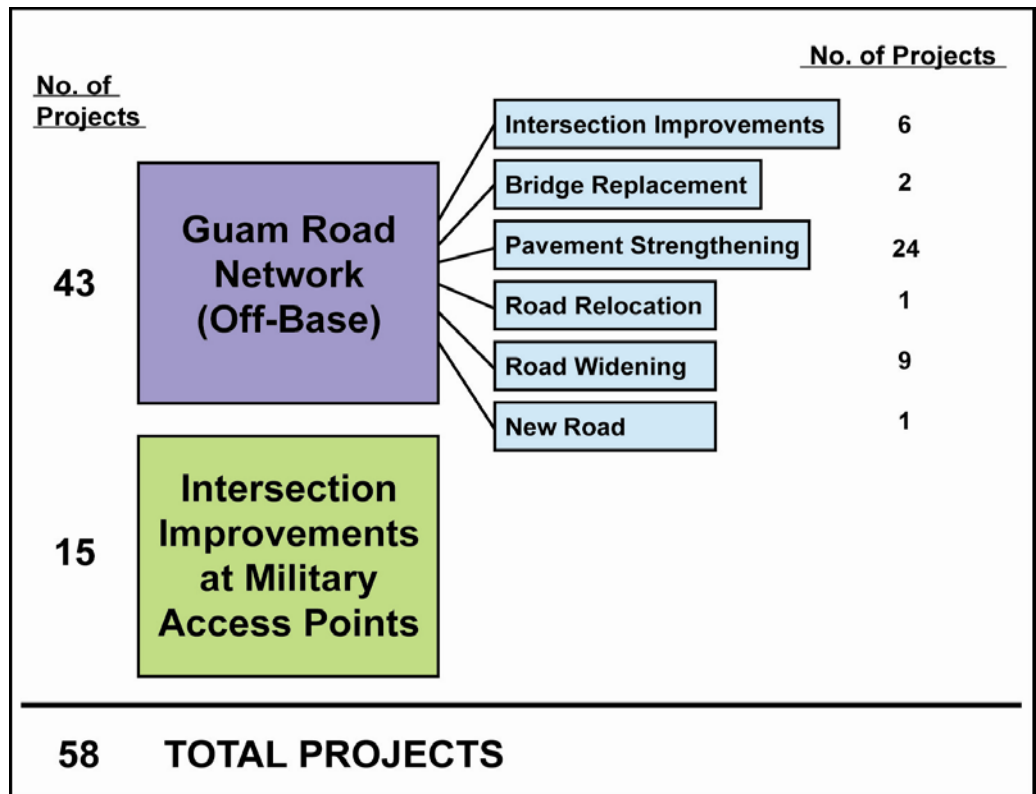 No. of Projects
No. of
Projects
Intersection Improvements 6
Bridge Replacement 2
Pavement Strengthening 24
Road Relocation 1
Road Widening 9
New Road 1
43
Guam Road
Network
(Off-Base)
15
Intersection
Improvements
at Military
Access Points
58 TOTAL PROJECTS